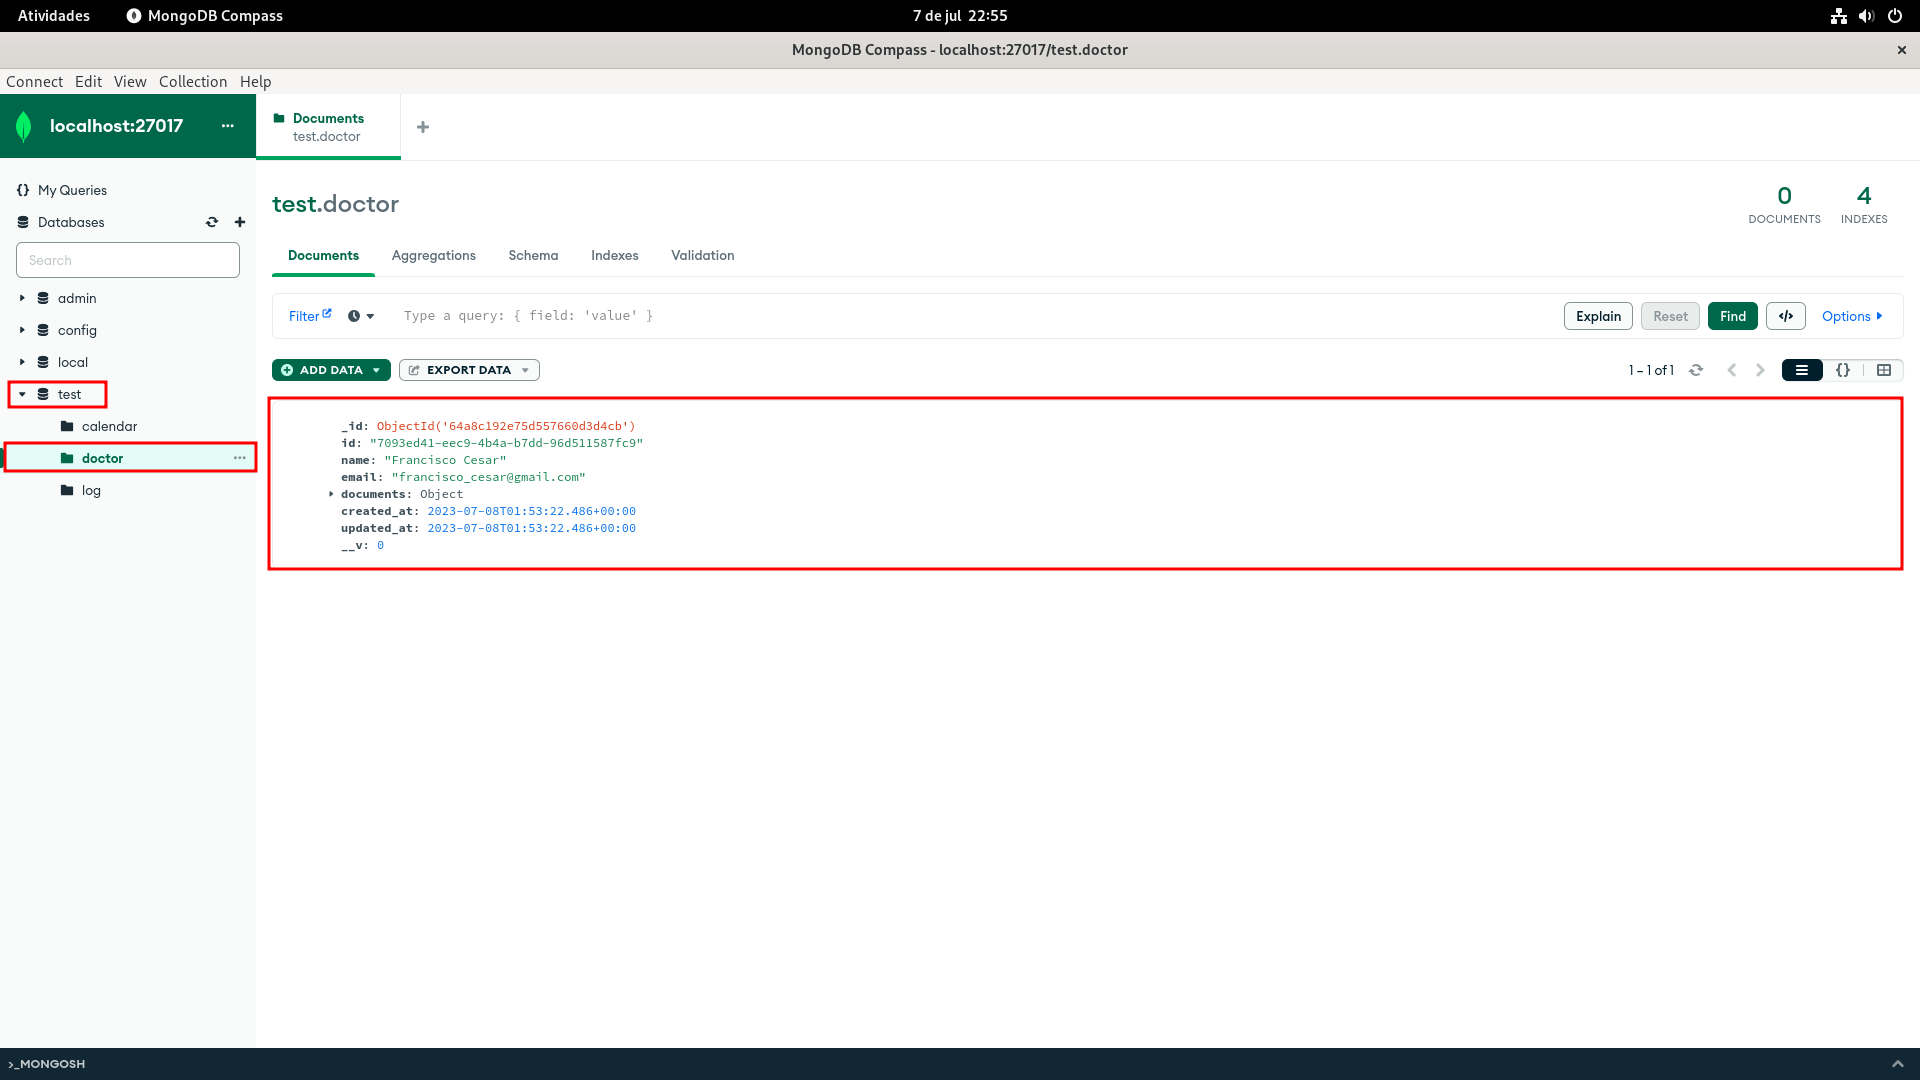 Atividades MongoDB Compass 7 de jul 22:55
MongoDB Compass - localhost:27017/test.doctor
Connect Edit View Collection Help
localhost:27017
Documents
test.doctor
My Queries
Databases
Search
admin
config
local
test
calendar
doctor
log
test.doctor
0
DOCUMENTS
4
INDEXES
Documents Aggregations Schema Indexes Validation
Filter Type a query: { field: 'value' } Explain Reset Find </> Options
ADD DATA EXPORT DATA 1 – 1 of 1 {}
_id: ObjectId('64a8c192e75d557660d3d4cb')
id: "7093ed41-eec9-4b4a-b7dd-96d511587fc9"
name: "Francisco Cesar"
email: "francisco_cesar@gmail.com"
documents: Object
created_at: 2023-07-08T01:53:22.486+00:00
updated_at: 2023-07-08T01:53:22.486+00:00
__v: 0
>_MONGOSH